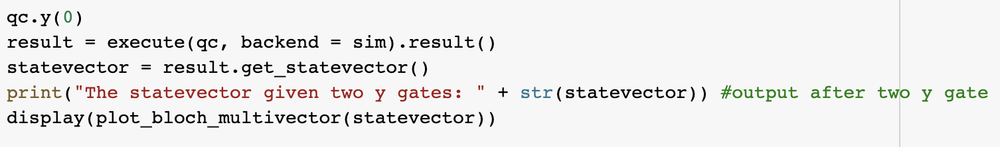 qc.y(0)
result = execute(qc, backend = sim).result()
statevector = result.get_statevector()
print("The statevector given two y gates: " + str(statevector)) #output after two y gate
display(plot_bloch_multivector(statevector))